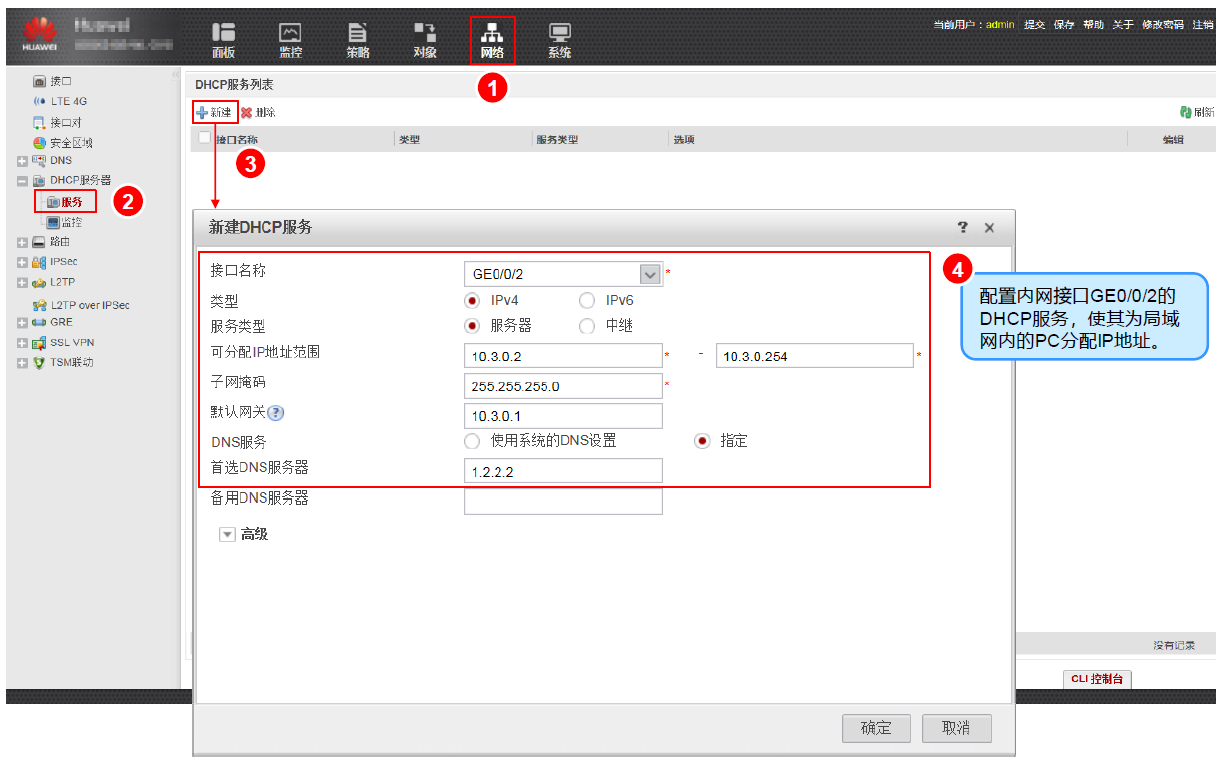 HUAWEI
Huawei
面板
监控
策略
对象
网络
系统
当前用户：admin 提交 保存 帮助 关于 修改密码 注销
1
接口
LTE 4G
接口对
安全区域
DNS
DHCP服务器
服务
2
监控
路由
IPSec
L2TP
L2TP over IPSec
GRE
SSL VPN
TSM联动
DHCP服务列表
新建 删除
刷新
接口名称 类型 服务类型 选项 编辑
3
新建DHCP服务
? ×
接口名称 GE0/0/2 *
类型 IPv4 IPv6
服务类型 服务器 中继
可分配IP地址范围 10.3.0.2 * - 10.3.0.254 *
子网掩码 255.255.255.0 *
默认网关 ? 10.3.0.1
DNS服务 使用系统的DNS设置 指定
首选DNS服务器 1.2.2.2
备用DNS服务器
高级
4
配置内网接口GE0/0/2的
DHCP服务，使其为局域
网内的PC分配IP地址。
没有记录
CLI 控制台
确定 取消